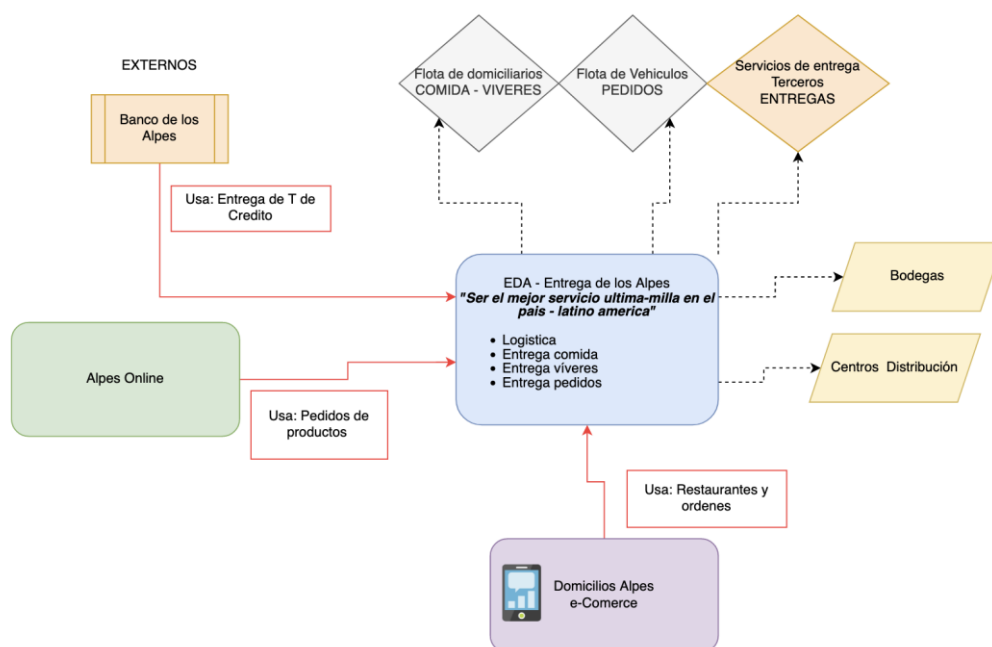 EXTERNOS
Banco de los
Alpes
Flota de domiciliarios
COMIDA - VIVERES
Flota de Vehiculos
PEDIDOS
Servicios de entrega
Terceros
ENTREGAS
Usa: Entrega de T de
Credito
EDA - Entrega de los Alpes
"Ser el mejor servicio ultima-milla en el
pais - latino america"
• Logistica
• Entrega comida
• Entrega víveres
• Entrega pedidos
Bodegas
Centros Distribución
Alpes Online
Usa: Pedidos de
productos
Usa: Restaurantes y
ordenes
Domicilios Alpes
e-Comerce